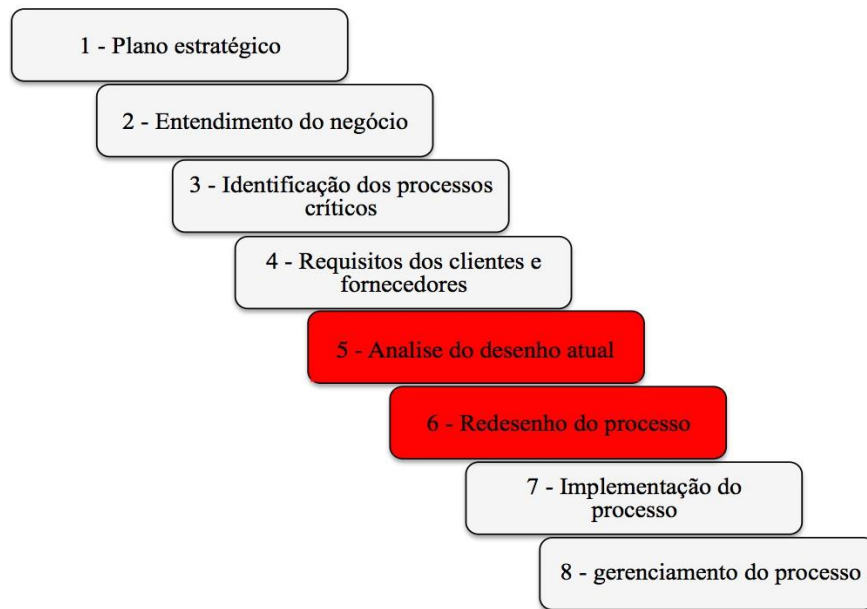 1 - Plano estratégico
2 - Entendimento do negócio
3 - Identificação dos processos
críticos
4 - Requisitos dos clientes e
fornecedores
5 - Analise do desenho atual
6 - Redesenho do processo
7 - Implementação do
processo
8 - gerenciamento do processo